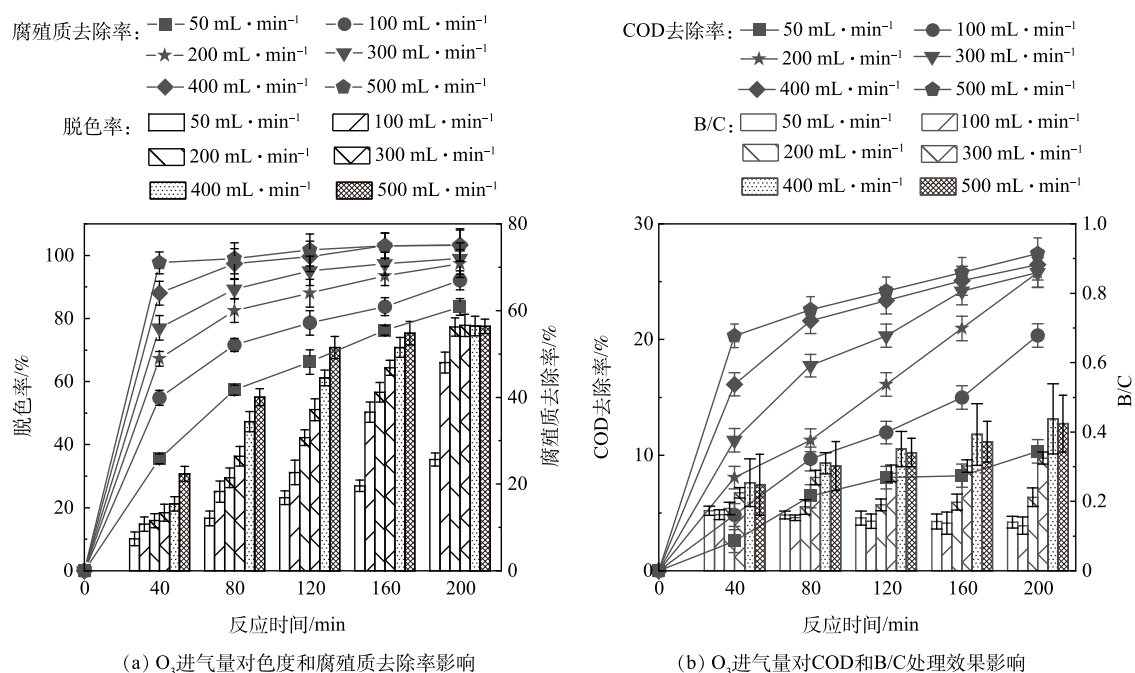 腐殖质去除率： 50 mL·min⁻¹ 100 mL·min⁻¹
200 mL·min⁻¹ 300 mL·min⁻¹
400 mL·min⁻¹ 500 mL·min⁻¹
脱色率： 50 mL·min⁻¹ 100 mL·min⁻¹
200 mL·min⁻¹ 300 mL·min⁻¹
400 mL·min⁻¹ 500 mL·min⁻¹
100
80
60
40
20
0
脱色率/%
80
60
40
20
0
腐殖质去除率/%
0 40 80 120 160 200
反应时间/min
(a) O₃进气量对色度和腐殖质去除率影响
COD去除率： 50 mL·min⁻¹ 100 mL·min⁻¹
200 mL·min⁻¹ 300 mL·min⁻¹
400 mL·min⁻¹ 500 mL·min⁻¹
B/C： 50 mL·min⁻¹ 100 mL·min⁻¹
200 mL·min⁻¹ 300 mL·min⁻¹
400 mL·min⁻¹ 500 mL·min⁻¹
30
20
10
0
COD去除率/%
1.0
0.8
0.6
0.4
0.2
0
B/C
0 40 80 120 160 200
反应时间/min
(b) O₃进气量对COD和B/C处理效果影响